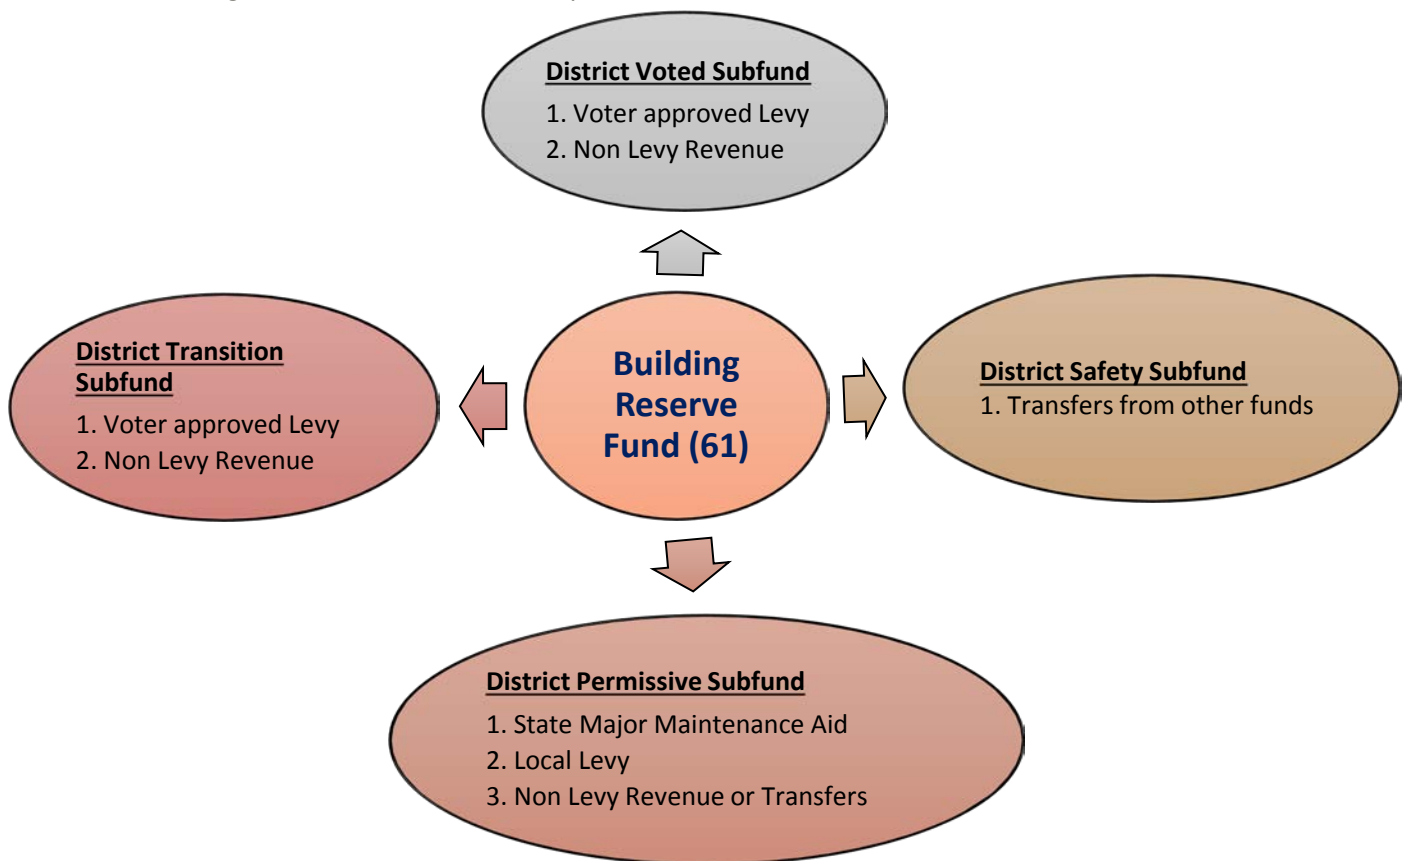 District Voted Subfund
1. Voter approved Levy
2. Non Levy Revenue
District Transition
Subfund
1. Voter approved Levy
2. Non Levy Revenue
Building
Reserve
Fund (61)
District Safety Subfund
1. Transfers from other funds
District Permissive Subfund
1. State Major Maintenance Aid
2. Local Levy
3. Non Levy Revenue or Transfers